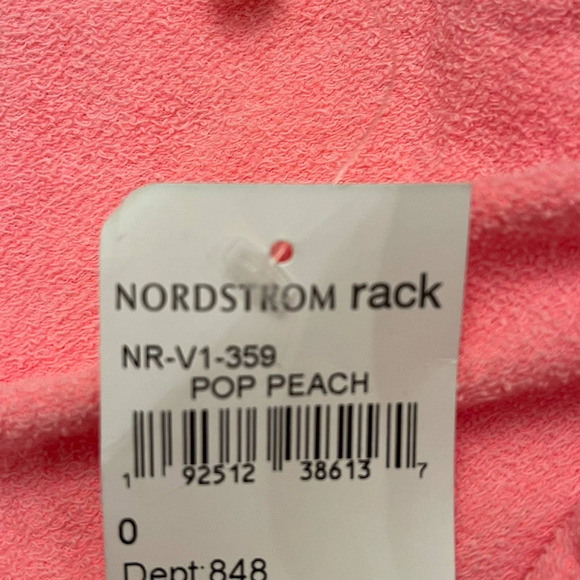 NORDSTROM rack
NR-V1-359
POP PEACH
1 92512 38613 7
0
Dept:848